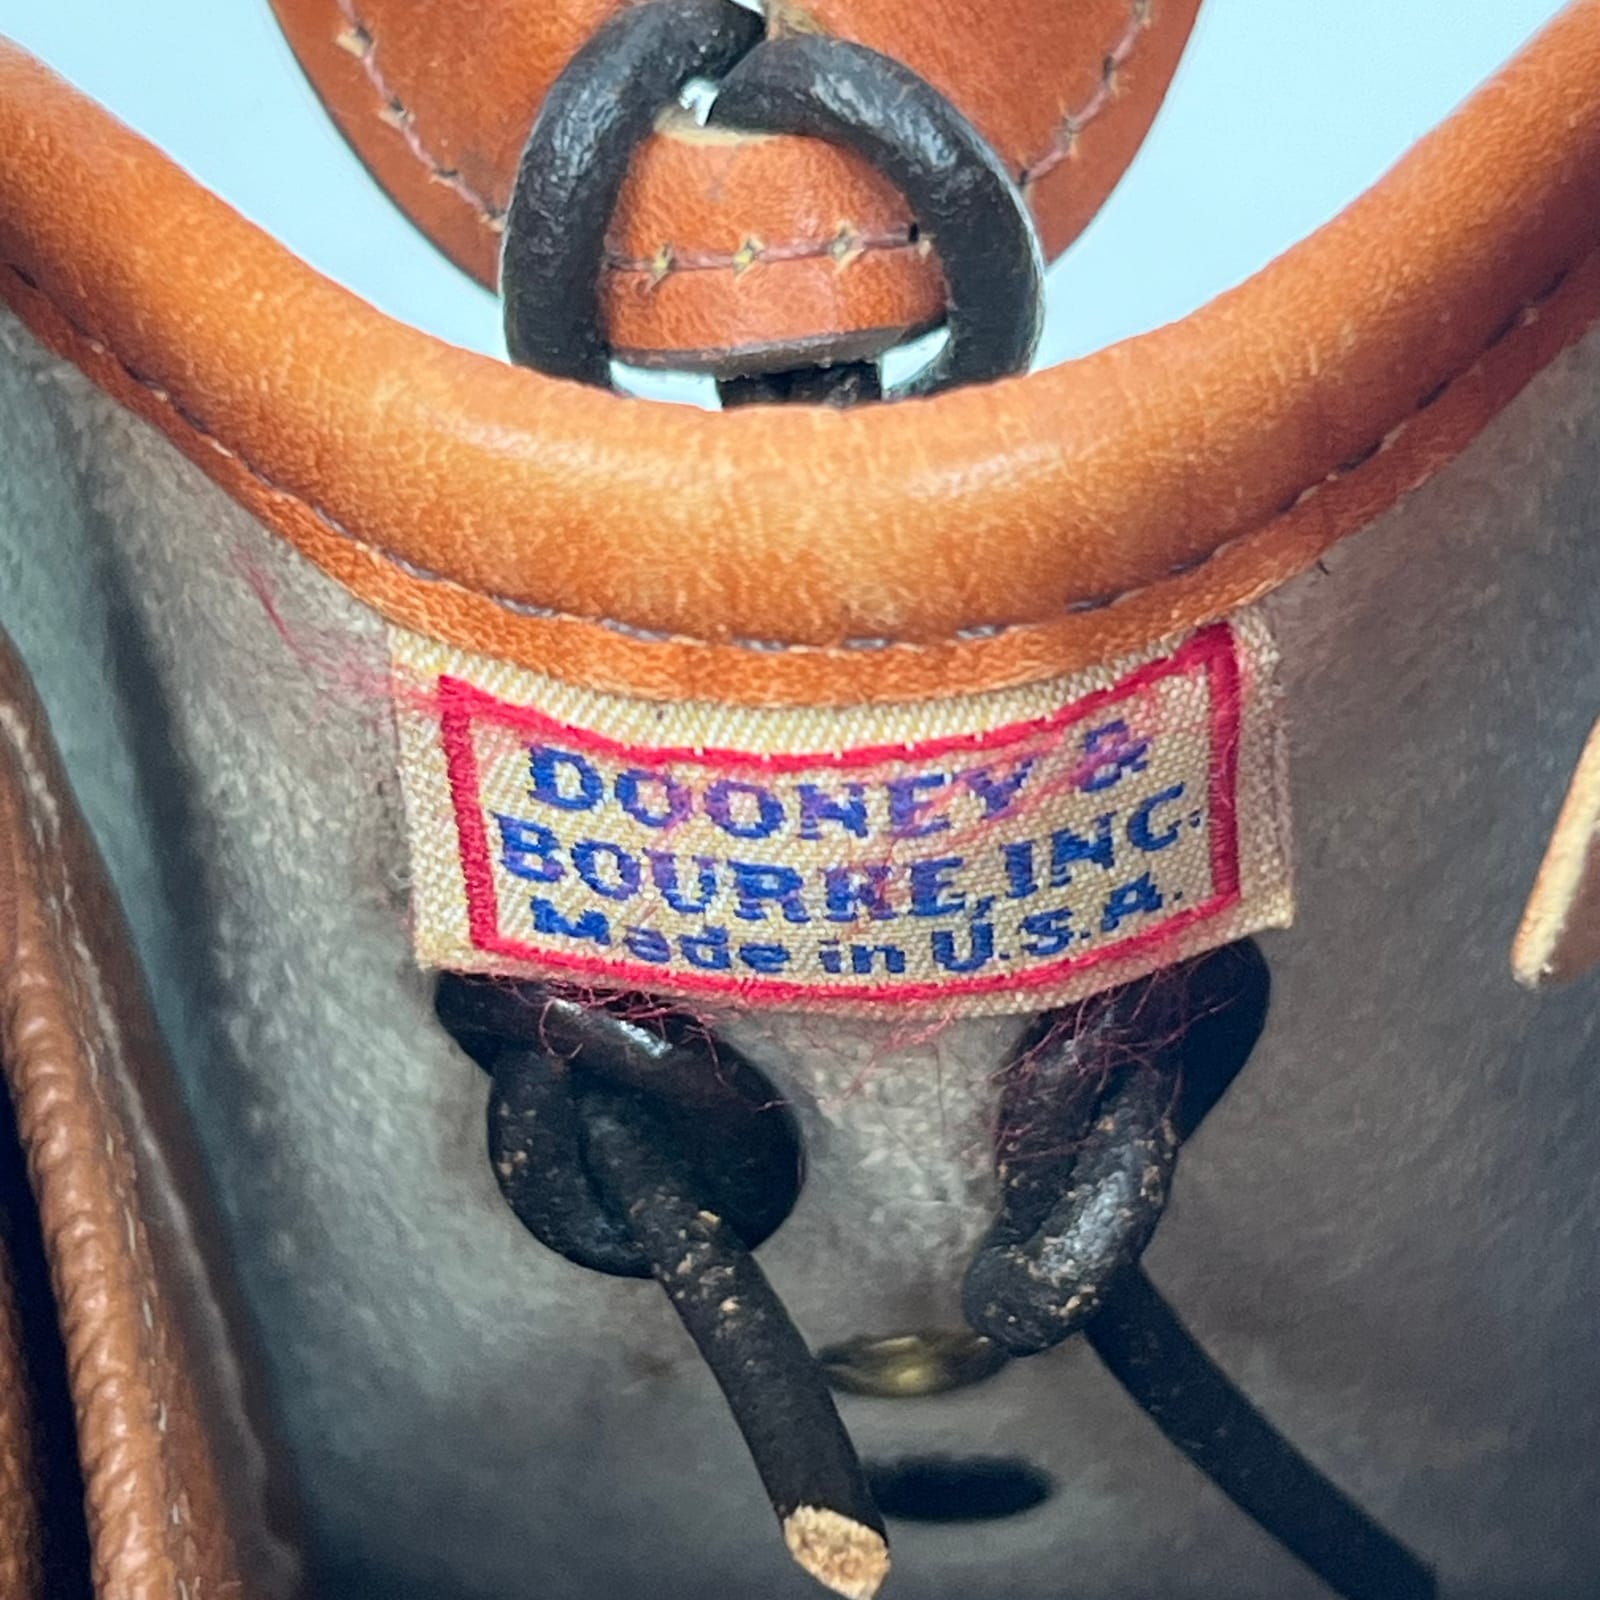 DOONEY &
BOURKE, INC.
Made in U.S.A.